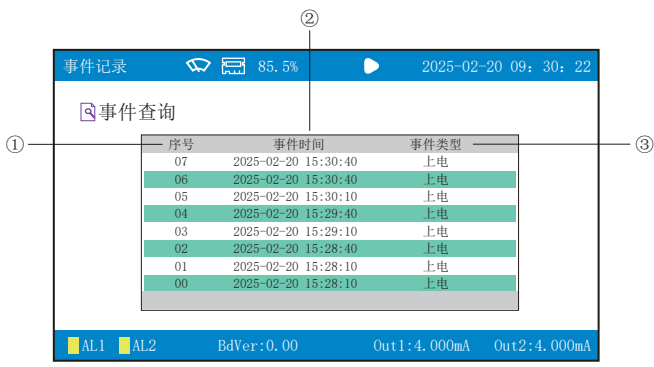 ②
事件记录 85.5% 2025-02-20 09: 30: 22
事件查询
① 序号 事件时间 事件类型 ③
07 2025-02-20 15:30:40 上电
06 2025-02-20 15:30:40 上电
05 2025-02-20 15:30:10 上电
04 2025-02-20 15:29:40 上电
03 2025-02-20 15:29:10 上电
02 2025-02-20 15:28:40 上电
01 2025-02-20 15:28:10 上电
00 2025-02-20 15:28:10 上电
AL1 AL2 BdVer:0.00 Out1:4.000mA Out2:4.000mA